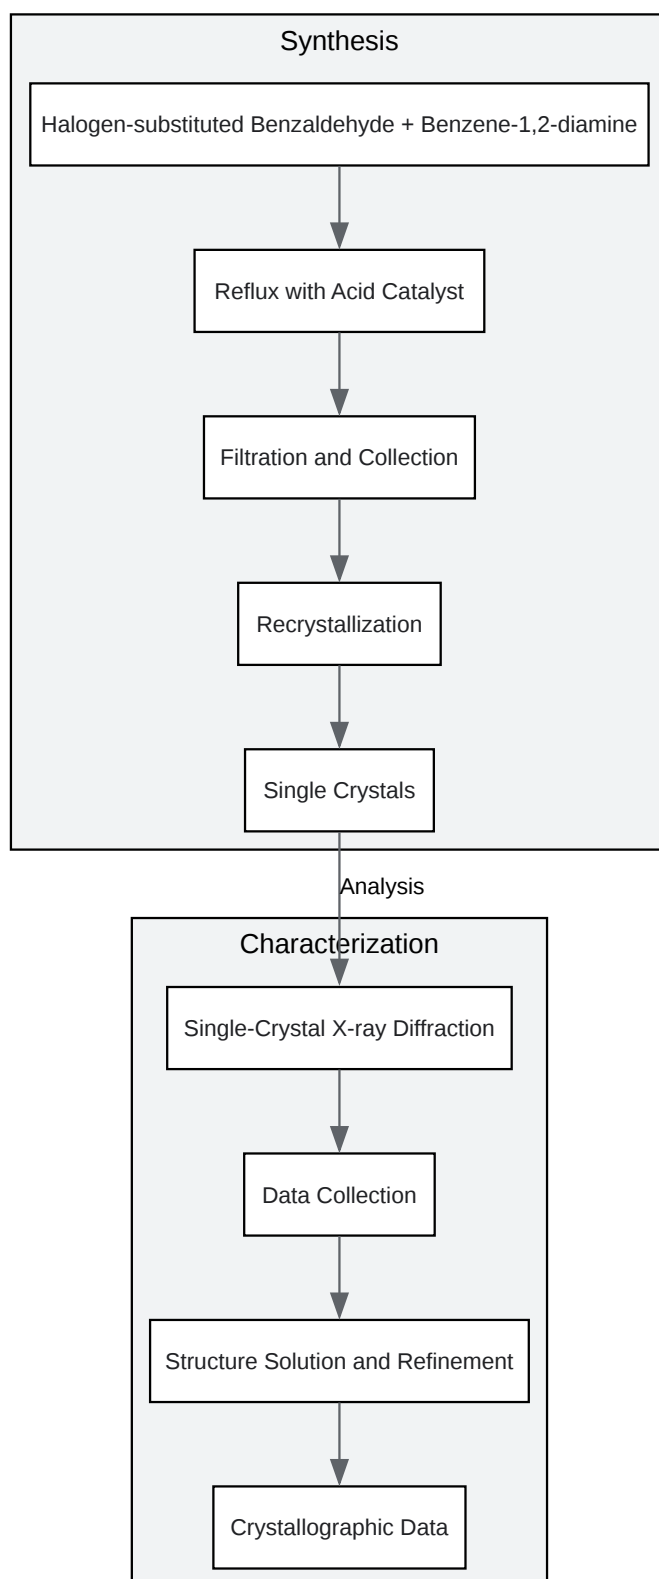 Synthesis
Halogen-substituted Benzaldehyde + Benzene-1,2-diamine
Reflux with Acid Catalyst
Filtration and Collection
Recrystallization
Single Crystals
Analysis
Characterization
Single-Crystal X-ray Diffraction
Data Collection
Structure Solution and Refinement
Crystallographic Data